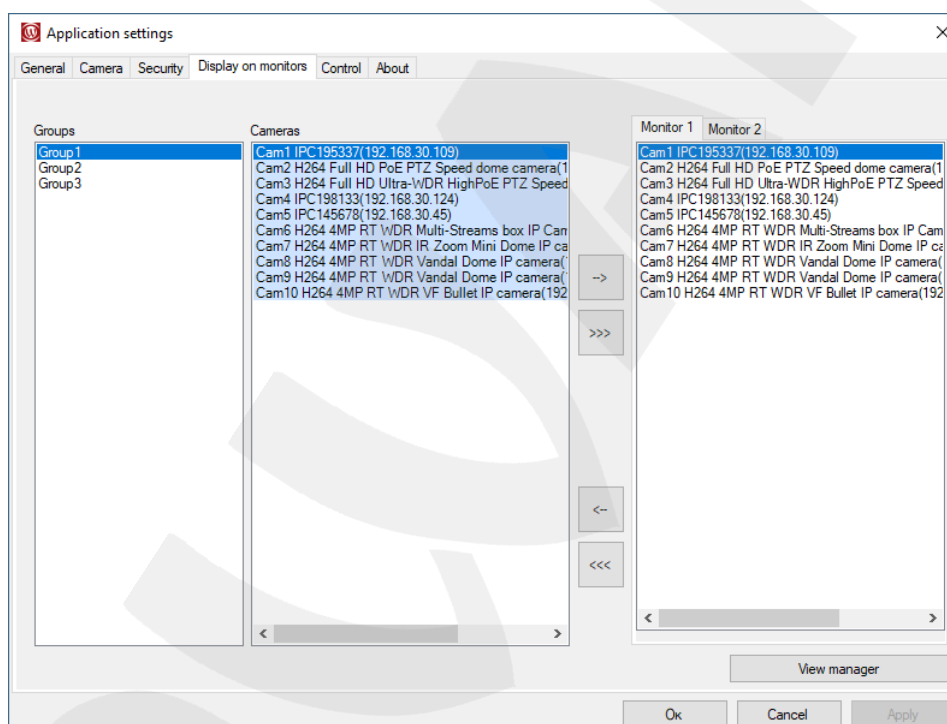 Application settings
General Camera Security Display on monitors Control About
Groups
Group1
Group2
Group3
Cameras
Cam1 IPC195337(192.168.30.109)
Cam2 H264 Full HD PoE PTZ Speed dome camera(1
Cam3 H264 Full HD Ultra-WDR HighPoE PTZ Speed
Cam4 IPC198133(192.168.30.124)
Cam5 IPC145678(192.168.30.45)
Cam6 H264 4MP RT WDR Multi-Streams box IP Cam
Cam7 H264 4MP RT WDR IR Zoom Mini Dome IP ca
Cam8 H264 4MP RT WDR Vandal Dome IP camera(
Cam9 H264 4MP RT WDR Vandal Dome IP camera(
Cam10 H264 4MP RT WDR VF Bullet IP camera(192
-->
>>>
<--
<<<
Monitor 1 Monitor 2
Cam1 IPC195337(192.168.30.109)
Cam2 H264 Full HD PoE PTZ Speed dome camera(1
Cam3 H264 Full HD Ultra-WDR HighPoE PTZ Speed
Cam4 IPC198133(192.168.30.124)
Cam5 IPC145678(192.168.30.45)
Cam6 H264 4MP RT WDR Multi-Streams box IP Cam
Cam7 H264 4MP RT WDR IR Zoom Mini Dome IP ca
Cam8 H264 4MP RT WDR Vandal Dome IP camera(
Cam9 H264 4MP RT WDR Vandal Dome IP camera(
Cam10 H264 4MP RT WDR VF Bullet IP camera(192
View manager
Ок Cancel Apply